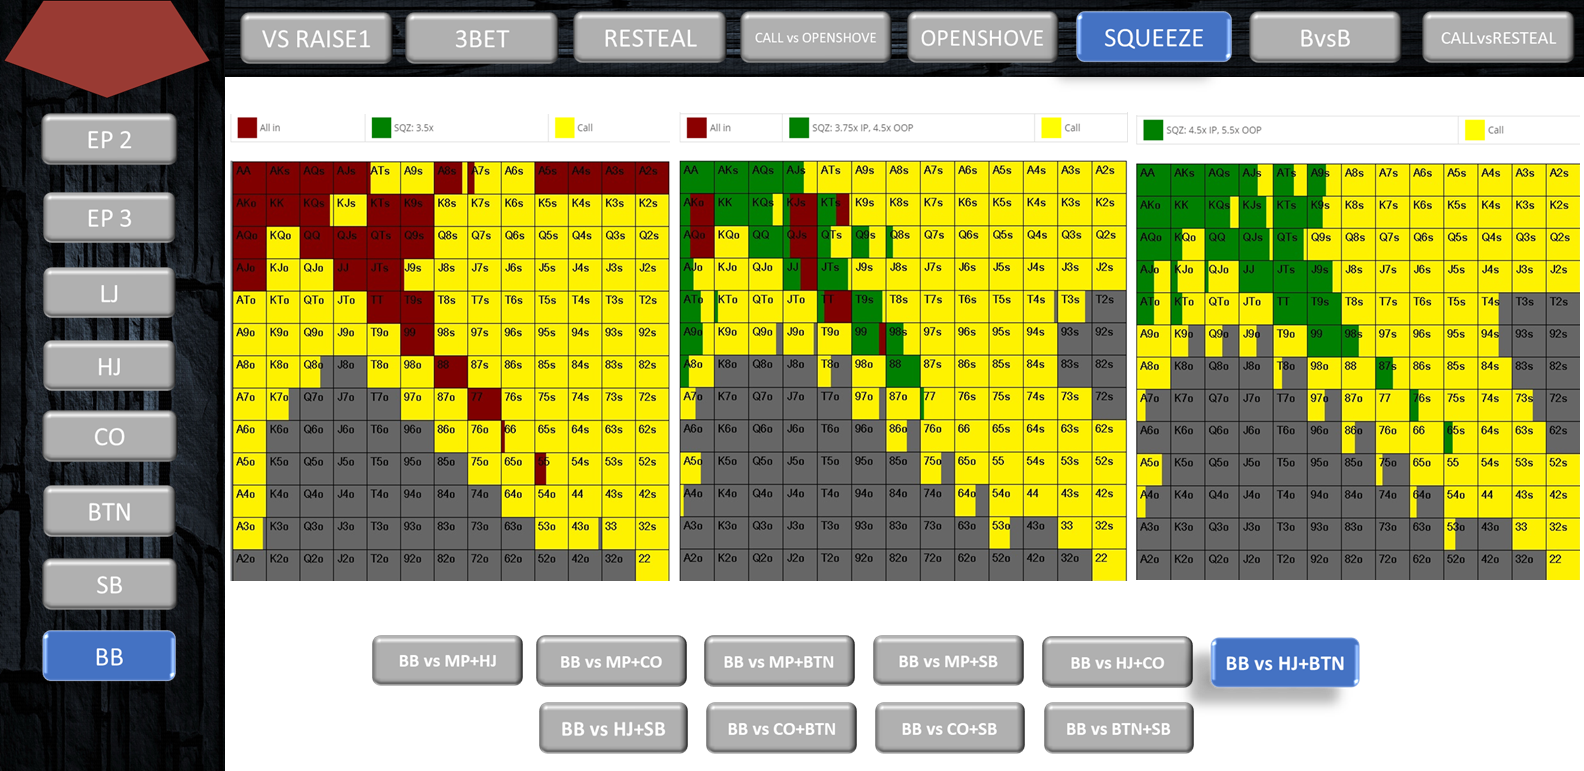 VS RAISE1 3BET RESTEAL CALL vs OPENSHOVE OPENSHOVE SQUEEZE BvsB CALLvsRESTEAL
EP 2
EP 3
LJ
HJ
CO
BTN
SB
BB
All in SQZ: 3.5x Call
AA AKs AQs AJs ATs A9s A8s A7s A6s A5s A4s A3s A2s
AKo KK KQs KJs KTs K9s K8s K7s K6s K5s K4s K3s K2s
AQo KQo QQ QJs QTs Q9s Q8s Q7s Q6s Q5s Q4s Q3s Q2s
AJo KJo QJo JJ JTs J9s J8s J7s J6s J5s J4s J3s J2s
ATo KTo QTo JTo TT T9s T8s T7s T6s T5s T4s T3s T2s
A9o K9o Q9o J9o T9o 99 98s 97s 96s 95s 94s 93s 92s
A8o K8o Q8o J8o T8o 98o 88 87s 86s 85s 84s 83s 82s
A7o K7o Q7o J7o T7o 97o 87o 77 76s 75s 74s 73s 72s
A6o K6o Q6o J6o T6o 96o 86o 76o 66 65s 64s 63s 62s
A5o K5o Q5o J5o T5o 95o 85o 75o 65o 55 54s 53s 52s
A4o K4o Q4o J4o T4o 94o 84o 74o 64o 54o 44 43s 42s
A3o K3o Q3o J3o T3o 93o 83o 73o 63o 53o 43o 33 32s
A2o K2o Q2o J2o T2o 92o 82o 72o 62o 52o 42o 32o 22
All in SQZ: 3.75x IP, 4.5x OOP Call
AA AKs AQs AJs ATs A9s A8s A7s A6s A5s A4s A3s A2s
AKo KK KQs KJs KTs K9s K8s K7s K6s K5s K4s K3s K2s
AQo KQo QQ QJs QTs Q9s Q8s Q7s Q6s Q5s Q4s Q3s Q2s
AJo KJo QJo JJ JTs J9s J8s J7s J6s J5s J4s J3s J2s
ATo KTo QTo JTo TT T9s T8s T7s T6s T5s T4s T3s T2s
A9o K9o Q9o J9o T9o 99 98s 97s 96s 95s 94s 93s 92s
A8o K8o Q8o J8o T8o 98o 88 87s 86s 85s 84s 83s 82s
A7o K7o Q7o J7o T7o 97o 87o 77 76s 75s 74s 73s 72s
A6o K6o Q6o J6o T6o 96o 86o 76o 66 65s 64s 63s 62s
A5o K5o Q5o J5o T5o 95o 85o 75o 65o 55 54s 53s 52s
A4o K4o Q4o J4o T4o 94o 84o 74o 64o 54o 44 43s 42s
A3o K3o Q3o J3o T3o 93o 83o 73o 63o 53o 43o 33 32s
A2o K2o Q2o J2o T2o 92o 82o 72o 62o 52o 42o 32o 22
SQZ: 4.5x IP, 5.5x OOP Call
AA AKs AQs AJs ATs A9s A8s A7s A6s A5s A4s A3s A2s
AKo KK KQs KJs KTs K9s K8s K7s K6s K5s K4s K3s K2s
AQo KQo QQ QJs QTs Q9s Q8s Q7s Q6s Q5s Q4s Q3s Q2s
AJo KJo QJo JJ JTs J9s J8s J7s J6s J5s J4s J3s J2s
ATo KTo QTo JTo TT T9s T8s T7s T6s T5s T4s T3s T2s
A9o K9o Q9o J9o T9o 99 98s 97s 96s 95s 94s 93s 92s
A8o K8o Q8o J8o T8o 98o 88 87s 86s 85s 84s 83s 82s
A7o K7o Q7o J7o T7o 97o 87o 77 76s 75s 74s 73s 72s
A6o K6o Q6o J6o T6o 96o 86o 76o 66 65s 64s 63s 62s
A5o K5o Q5o J5o T5o 95o 85o 75o 65o 55 54s 53s 52s
A4o K4o Q4o J4o T4o 94o 84o 74o 64o 54o 44 43s 42s
A3o K3o Q3o J3o T3o 93o 83o 73o 63o 53o 43o 33 32s
A2o K2o Q2o J2o T2o 92o 82o 72o 62o 52o 42o 32o 22
BB vs MP+HJ BB vs MP+CO BB vs MP+BTN BB vs MP+SB BB vs HJ+CO BB vs HJ+BTN
BB vs HJ+SB BB vs CO+BTN BB vs CO+SB BB vs BTN+SB